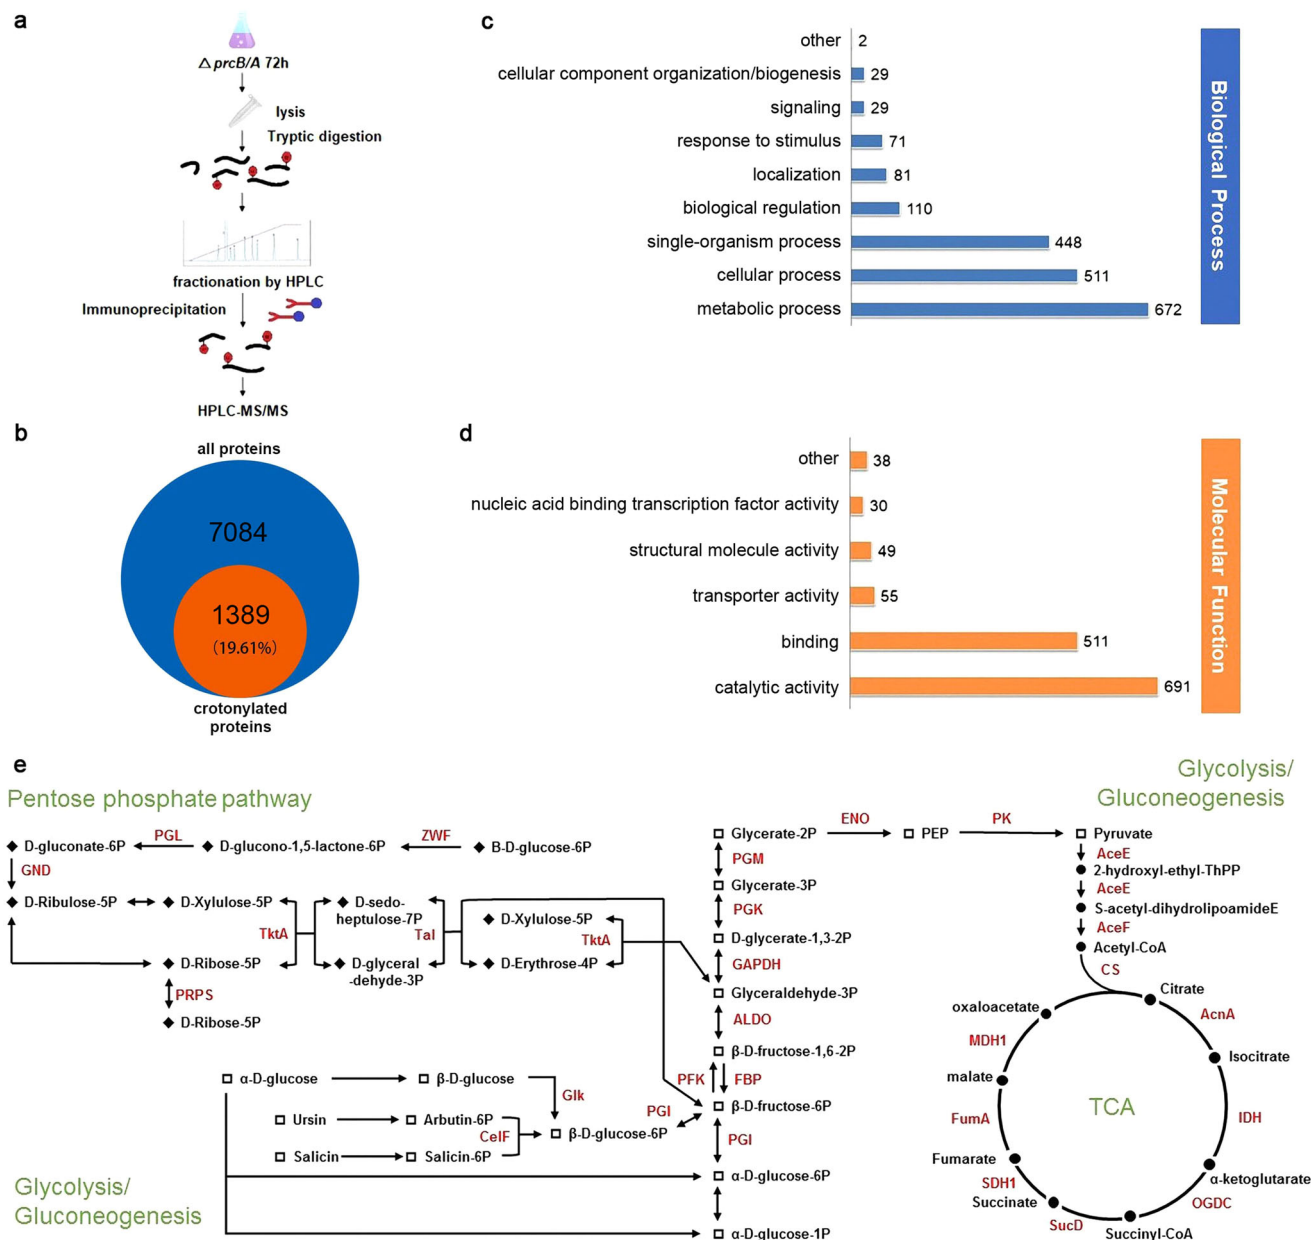 a
△prcB/A 72h
lysis
Tryptic digestion
fractionation by HPLC
Immunoprecipitation
HPLC-MS/MS
b
all proteins
7084
1389
(19.61%)
crotonylated
proteins
c
other 2
cellular component organization/biogenesis 29
signaling 29
response to stimulus 71
localization 81
biological regulation 110
single-organism process 448
cellular process 511
metabolic process 672
Biological Process
d
other 38
nucleic acid binding transcription factor activity 30
structural molecule activity 49
transporter activity 55
binding 511
catalytic activity 691
Molecular Function
e
Pentose phosphate pathway
D-gluconate-6P
PGL
D-glucono-1,5-lactone-6P
ZWF
B-D-glucose-6P
GND
D-Ribulose-5P
D-Xylulose-5P
D-sedo-
heptulose-7P
D-Xylulose-5P
TktA
Tal
TktA
D-Ribose-5P
D-glyceral
-dehyde-3P
D-Erythrose-4P
PRPS
D-Ribose-5P
Glycolysis/
Gluconeogenesis
Glycerate-2P
ENO
PEP
PK
Pyruvate
PGM
Glycerate-3P
PGK
D-glycerate-1,3-2P
GAPDH
Glyceraldehyde-3P
ALDO
β-D-fructose-1,6-2P
PFK
FBP
β-D-fructose-6P
PGI
α-D-glucose-6P
α-D-glucose-1P
AceE
2-hydroxyl-ethyl-ThPP
AceE
S-acetyl-dihydrolipoamideE
AceF
Acetyl-CoA
CS
Citrate
AcnA
Isocitrate
IDH
α-ketoglutarate
OGDC
Succinyl-CoA
SucD
Succinate
SDH1
Fumarate
FumA
malate
MDH1
oxaloacetate
TCA
α-D-glucose
β-D-glucose
Glk
Ursin
Arbutin-6P
CelF
β-D-glucose-6P
PGI
Salicin
Salicin-6P
Glycolysis/
Gluconeogenesis